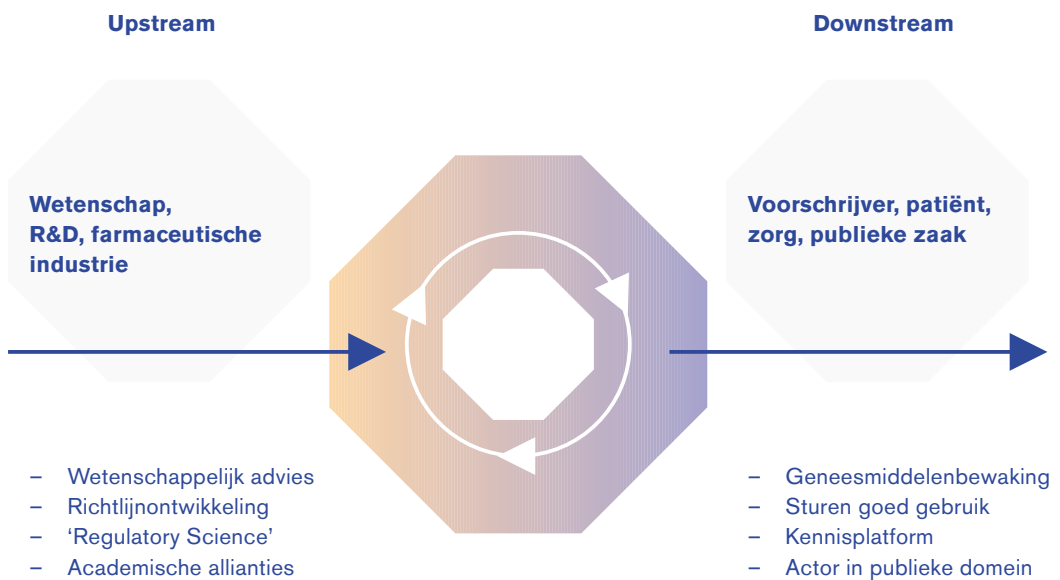 Upstream
Wetenschap,
R&D, farmaceutische
industrie
– Wetenschappelijk advies
– Richtlijnontwikkeling
– ‘Regulatory Science’
– Academische allianties
Downstream
Voorschrijver, patiënt,
zorg, publieke zaak
– Geneesmiddelenbewaking
– Sturen goed gebruik
– Kennisplatform
– Actor in publieke domein